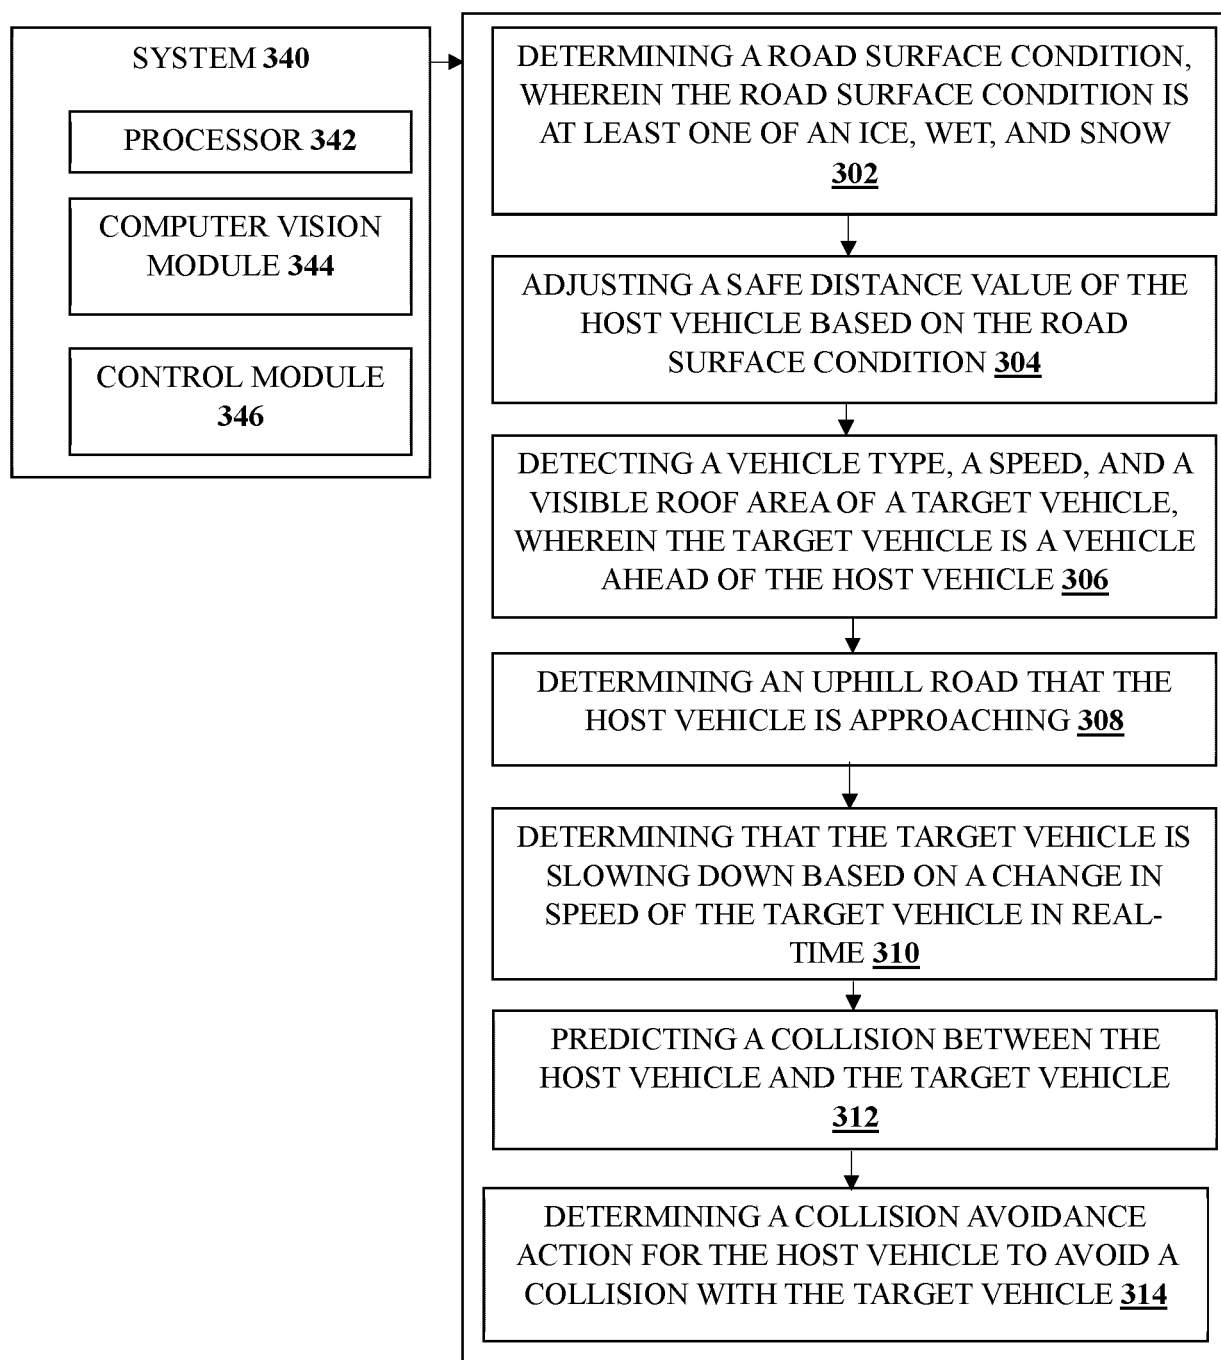 SYSTEM 340
PROCESSOR 342
COMPUTER VISION
MODULE 344
CONTROL MODULE
346
DETERMINING A ROAD SURFACE CONDITION,
WHEREIN THE ROAD SURFACE CONDITION IS
AT LEAST ONE OF AN ICE, WET, AND SNOW
302
ADJUSTING A SAFE DISTANCE VALUE OF THE
HOST VEHICLE BASED ON THE ROAD
SURFACE CONDITION 304
DETECTING A VEHICLE TYPE, A SPEED, AND A
VISIBLE ROOF AREA OF A TARGET VEHICLE,
WHEREIN THE TARGET VEHICLE IS A VEHICLE
AHEAD OF THE HOST VEHICLE 306
DETERMINING AN UPHILL ROAD THAT THE
HOST VEHICLE IS APPROACHING 308
DETERMINING THAT THE TARGET VEHICLE IS
SLOWING DOWN BASED ON A CHANGE IN
SPEED OF THE TARGET VEHICLE IN REAL-
TIME 310
PREDICTING A COLLISION BETWEEN THE
HOST VEHICLE AND THE TARGET VEHICLE
312
DETERMINING A COLLISION AVOIDANCE
ACTION FOR THE HOST VEHICLE TO AVOID A
COLLISION WITH THE TARGET VEHICLE 314